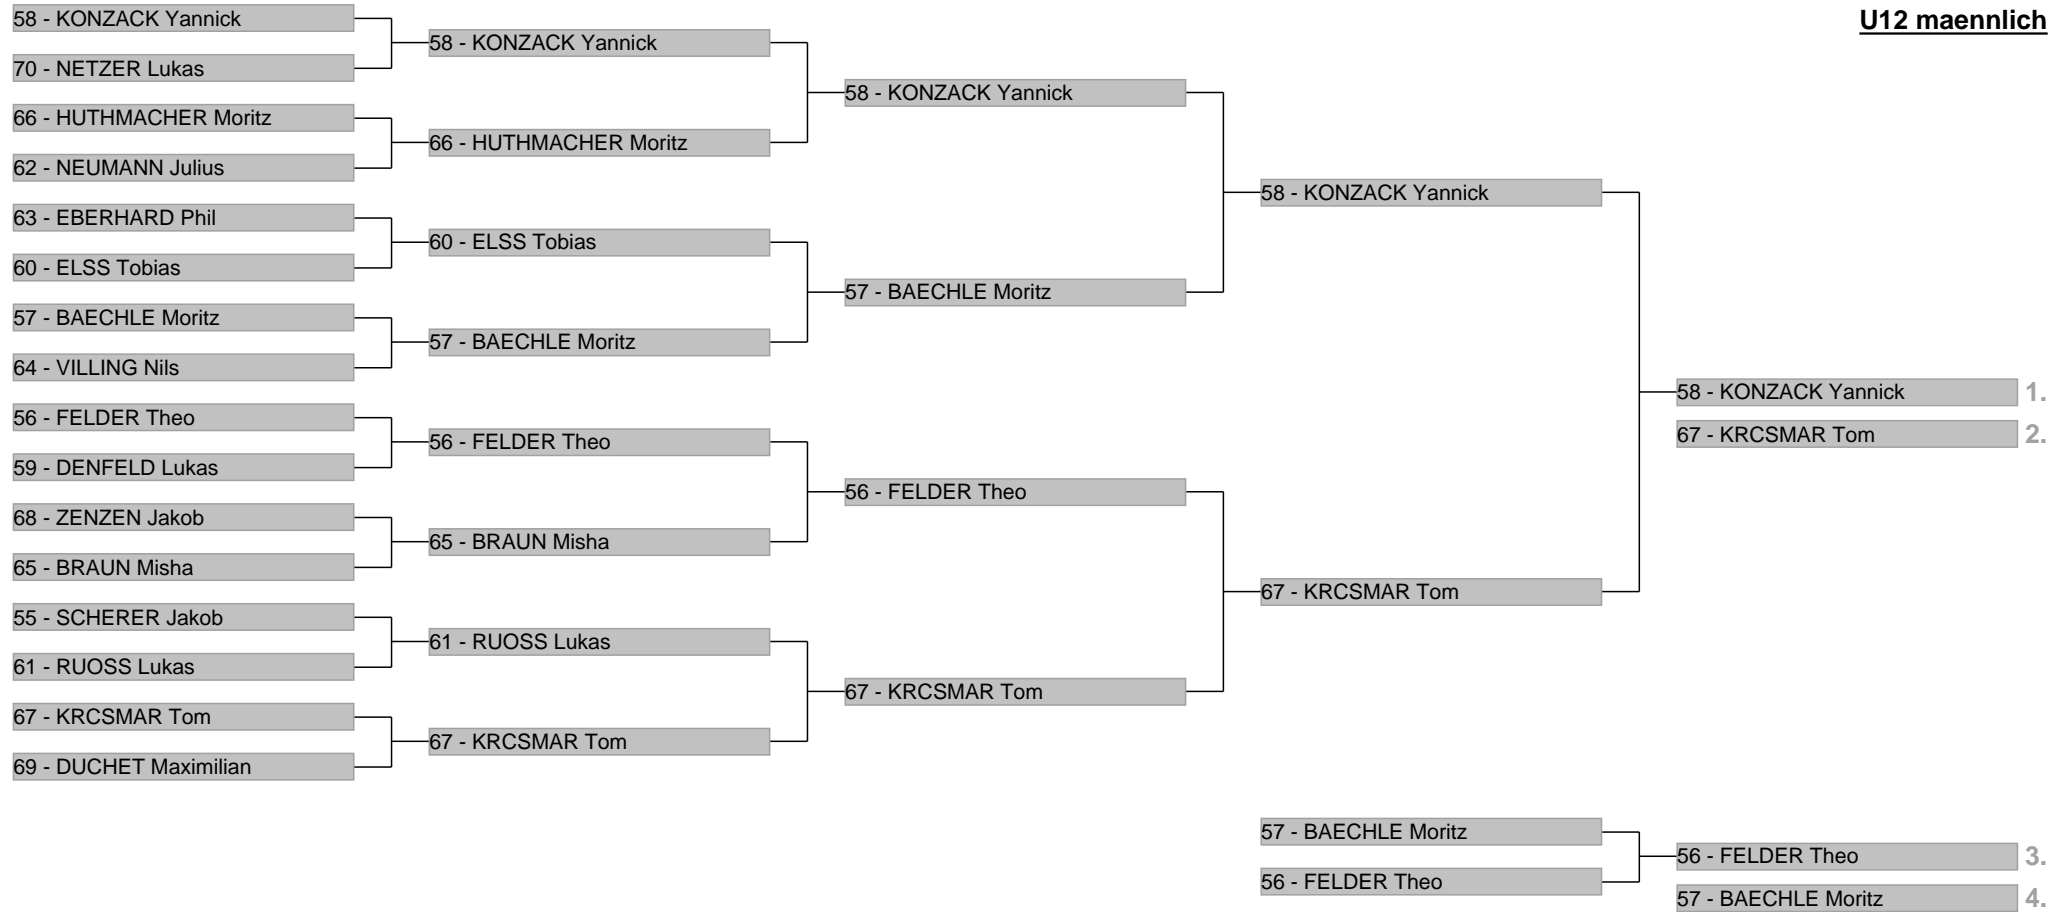 U12 maennlich
58 - KONZACK Yannick
70 - NETZER Lukas
66 - HUTHMACHER Moritz
62 - NEUMANN Julius
63 - EBERHARD Phil
60 - ELSS Tobias
57 - BAECHLE Moritz
64 - VILLING Nils
56 - FELDER Theo
59 - DENFELD Lukas
68 - ZENZEN Jakob
65 - BRAUN Misha
55 - SCHERER Jakob
61 - RUOSS Lukas
67 - KRCSMAR Tom
69 - DUCHET Maximilian
58 - KONZACK Yannick
66 - HUTHMACHER Moritz
60 - ELSS Tobias
57 - BAECHLE Moritz
56 - FELDER Theo
65 - BRAUN Misha
61 - RUOSS Lukas
67 - KRCSMAR Tom
58 - KONZACK Yannick
57 - BAECHLE Moritz
56 - FELDER Theo
67 - KRCSMAR Tom
58 - KONZACK Yannick
67 - KRCSMAR Tom
58 - KONZACK Yannick 1.
67 - KRCSMAR Tom 2.
57 - BAECHLE Moritz
56 - FELDER Theo
56 - FELDER Theo 3.
57 - BAECHLE Moritz 4.